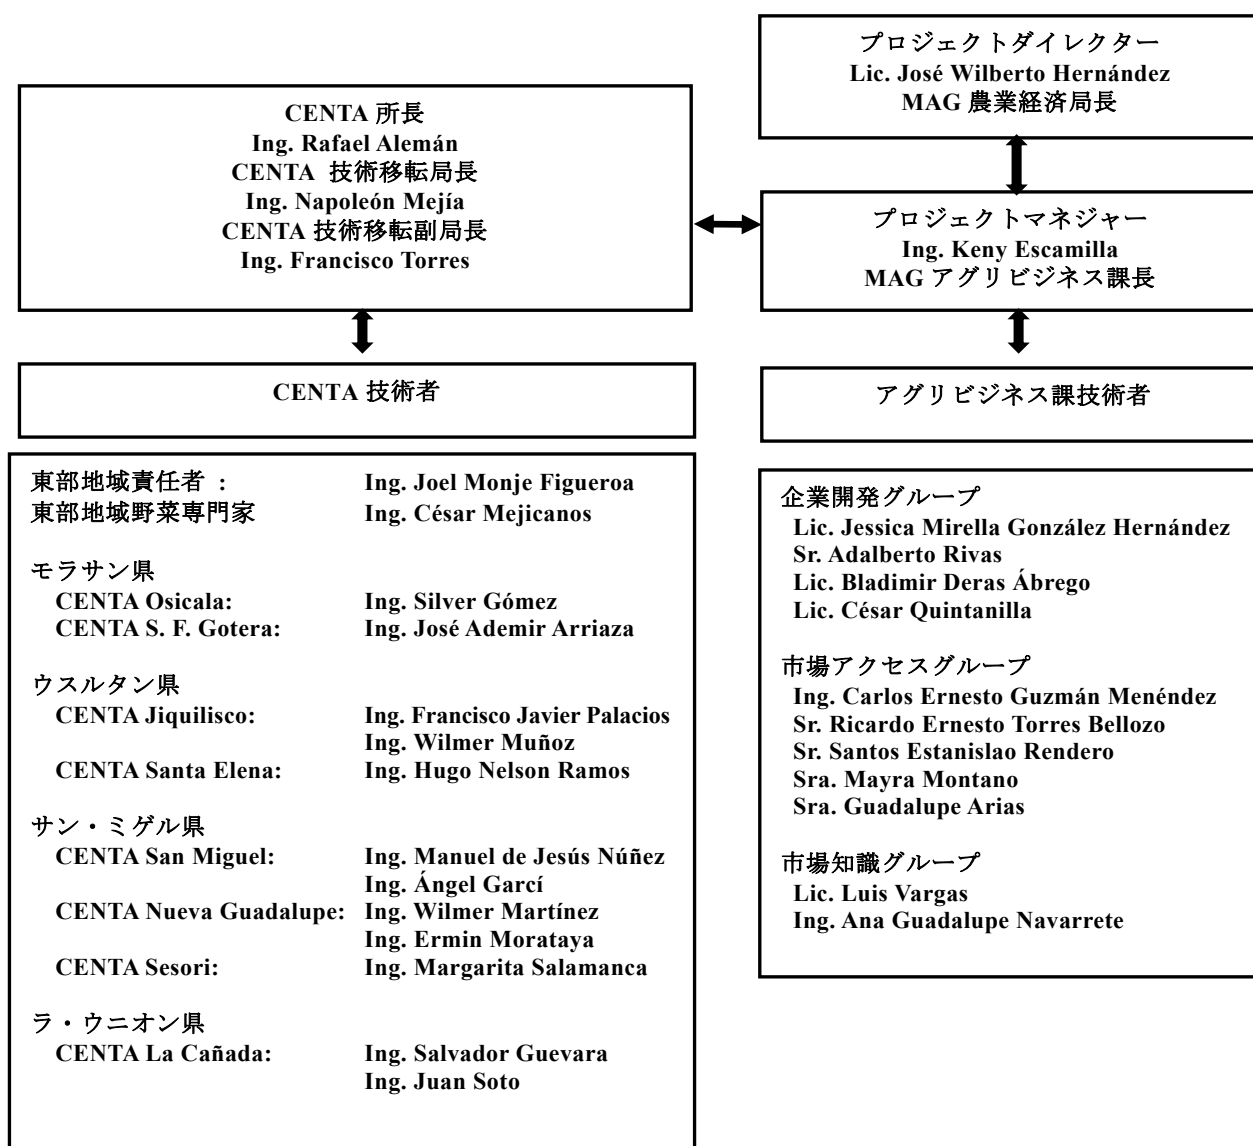 プロジェクトダイレクター
Lic. José Wilberto Hernández
MAG 農業経済局長
CENTA 所長
Ing. Rafael Alemán
CENTA 技術移転局長
Ing. Napoleón Mejía
CENTA 技術移転副局長
Ing. Francisco Torres
プロジェクトマネジャー
Ing. Keny Escamilla
MAG アグリビジネス課長
CENTA 技術者
東部地域責任者 : Ing. Joel Monje Figueroa
東部地域野菜専門家 Ing. César Mejicanos
モラサン県
CENTA Osicala: Ing. Silver Gómez
CENTA S. F. Gotera: Ing. José Ademir Arriaza
ウスルタン県
CENTA Jiquilisco: Ing. Francisco Javier Palacios
Ing. Wilmer Muñoz
CENTA Santa Elena: Ing. Hugo Nelson Ramos
サン・ミゲル県
CENTA San Miguel: Ing. Manuel de Jesús Núñez
Ing. Ángel Garcí
CENTA Nueva Guadalupe: Ing. Wilmer Martínez
Ing. Ermin Morataya
CENTA Sesori: Ing. Margarita Salamanca
ラ・ウニオン県
CENTA La Cañada: Ing. Salvador Guevara
Ing. Juan Soto
アグリビジネス課技術者
企業開発グループ
Lic. Jessica Mirella González Hernández
Sr. Adalberto Rivas
Lic. Bladimir Deras Ábrego
Lic. César Quintanilla
市場アクセスグループ
Ing. Carlos Ernesto Guzmán Menéndez
Sr. Ricardo Ernesto Torres Bellozo
Sr. Santos Estanislao Rendero
Sra. Mayra Montano
Sra. Guadalupe Arias
市場知識グループ
Lic. Luis Vargas
Ing. Ana Guadalupe Navarrete